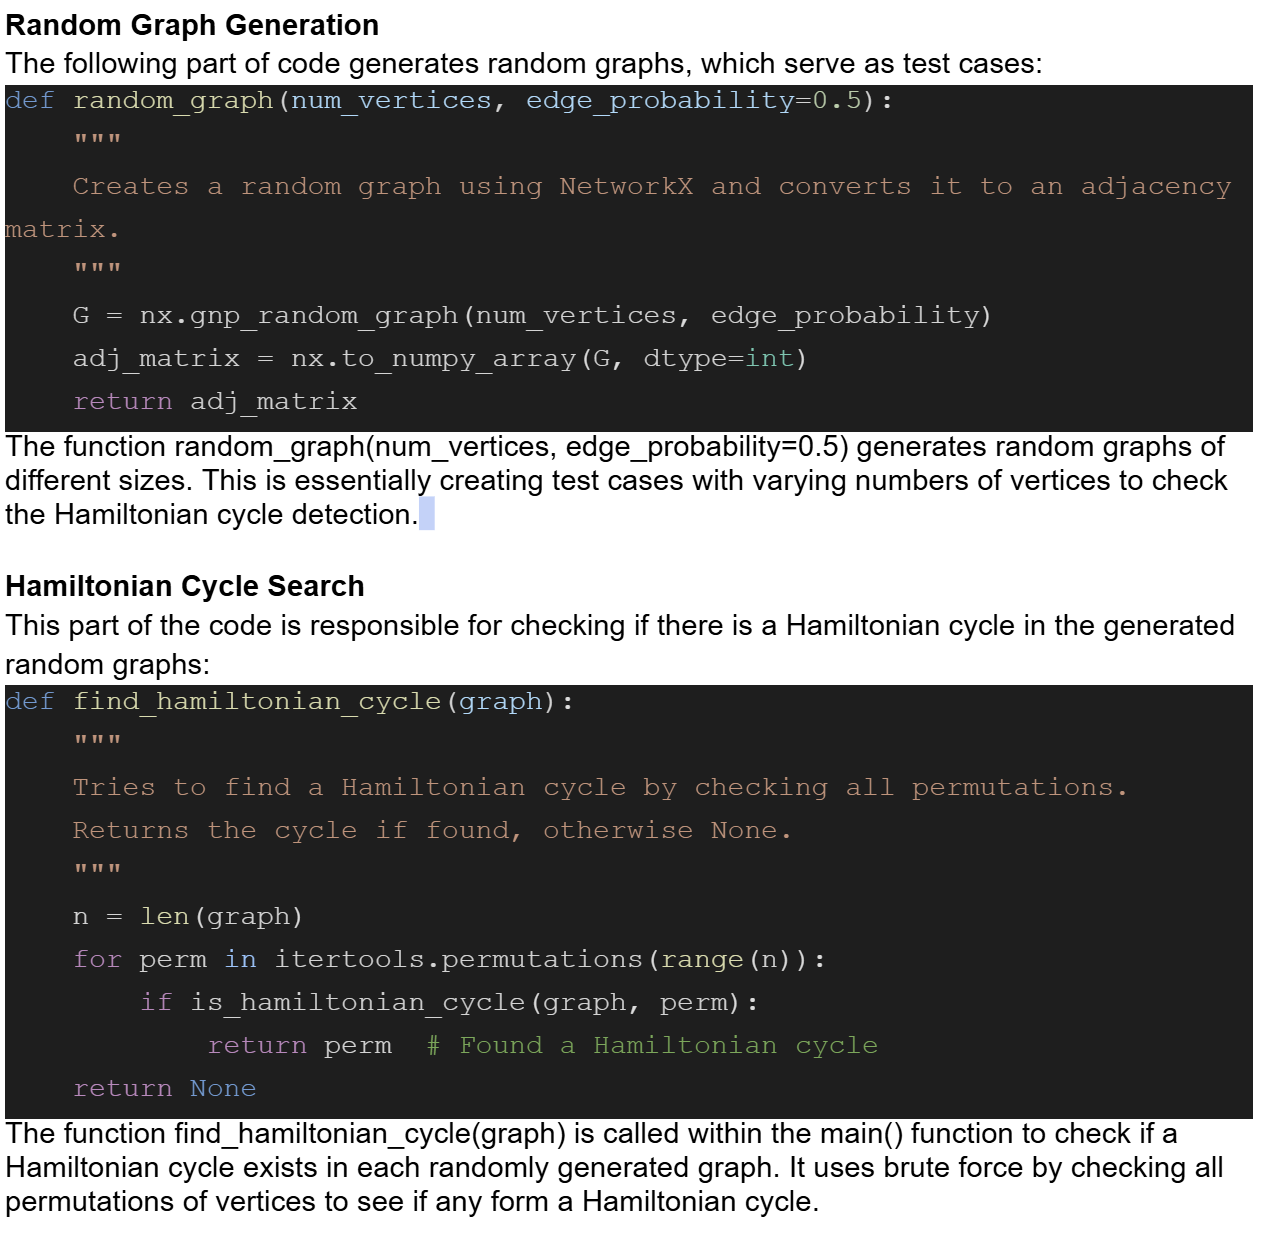 Random Graph Generation
The following part of code generates random graphs, which serve as test cases:
def random_graph(num_vertices, edge_probability=0.5):
    """
    Creates a random graph using NetworkX and converts it to an adjacency
matrix.
    """
    G = nx.gnp_random_graph(num_vertices, edge_probability)
    adj_matrix = nx.to_numpy_array(G, dtype=int)
    return adj_matrix
The function random_graph(num_vertices, edge_probability=0.5) generates random graphs of
different sizes. This is essentially creating test cases with varying numbers of vertices to check
the Hamiltonian cycle detection.
Hamiltonian Cycle Search
This part of the code is responsible for checking if there is a Hamiltonian cycle in the generated
random graphs:
def find_hamiltonian_cycle(graph):
    """
    Tries to find a Hamiltonian cycle by checking all permutations.
    Returns the cycle if found, otherwise None.
    """
    n = len(graph)
    for perm in itertools.permutations(range(n)):
        if is_hamiltonian_cycle(graph, perm):
            return perm  # Found a Hamiltonian cycle
    return None
The function find_hamiltonian_cycle(graph) is called within the main() function to check if a
Hamiltonian cycle exists in each randomly generated graph. It uses brute force by checking all
permutations of vertices to see if any form a Hamiltonian cycle.